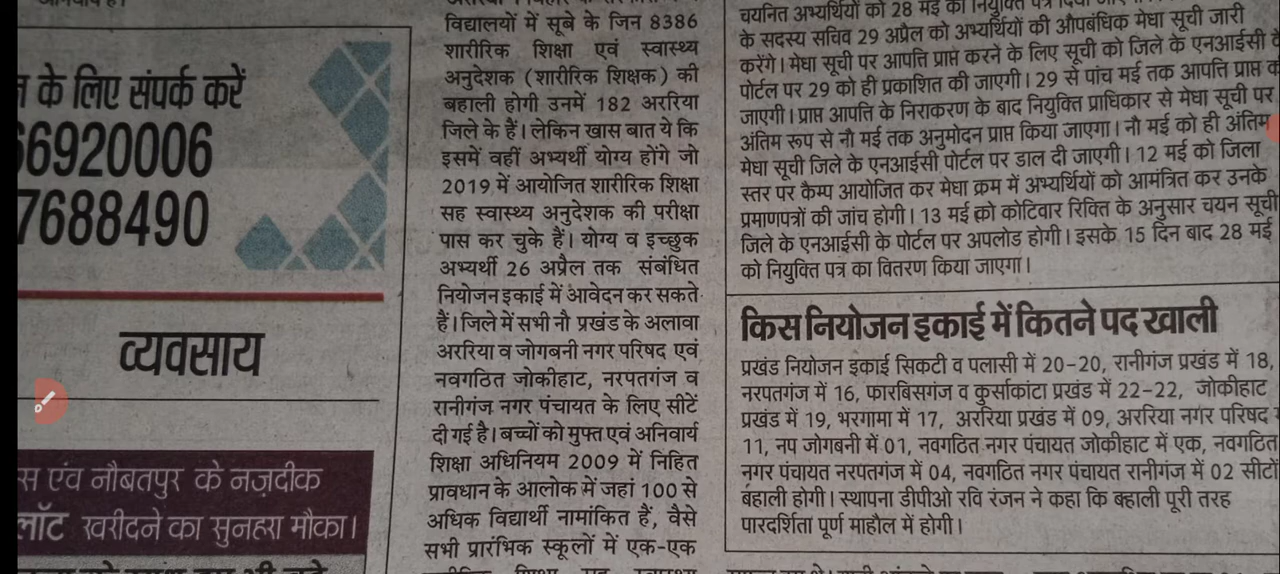 के लिए संपर्क करें
66920006
7688490
व्यवसाय
एंव नौबतपुर के नज़दीक
लॉट खरीदने का सुनहरा मौका।
विद्यालयों में सूबे के जिन 8386
शारीरिक शिक्षा एवं स्वास्थ्य
अनुदेशक (शारीरिक शिक्षक) की
बहाली होगी उनमें 182 अररिया
जिले के हैं। लेकिन खास बात ये कि
इसमें वहीं अभ्यर्थी योग्य होंगे जो
2019 में आयोजित शारीरिक शिक्षा
सह स्वास्थ्य अनुदेशक की परीक्षा
पास कर चुके हैं। योग्य व इच्छुक
अभ्यर्थी 26 अप्रैल तक संबंधित
नियोजन इकाई में आवेदन कर सकते
हैं। जिले में सभी नौ प्रखंड के अलावा
अररिया व जोगबनी नगर परिषद एवं
नवगठित जोकीहाट, नरपतगंज व
रानीगंज नगर पंचायत के लिए सीटें
दी गई है। बच्चों को मुफ्त एवं अनिवार्य
शिक्षा अधिनियम 2009 में निहित
प्रावधान के आलोक में जहां 100 से
अधिक विद्यार्थी नामांकित हैं, वैसे
सभी प्रारंभिक स्कूलों में एक-एक
चयनित अभ्यर्थियों को 28 मई को नियुक्ति पत्र दिया
के सदस्य सचिव 29 अप्रैल को अभ्यर्थियों की औपबंधिक मेधा सूची जारी
करेंगे। मेधा सूची पर आपत्ति प्राप्त करने के लिए सूची को जिले के एनआईसी के
पोर्टल पर 29 को ही प्रकाशित की जाएगी। 29 से पांच मई तक आपत्ति प्राप्त
जाएगी। प्राप्त आपत्ति के निराकरण के बाद नियुक्ति प्राधिकार से मेधा सूची पर
अंतिम रूप से नौ मई तक अनुमोदन प्राप्त किया जाएगा। नौ मई को ही अंतिम
मेधा सूची जिले के एनआईसी पोर्टल पर डाल दी जाएगी। 12 मई को जिला
स्तर पर कैम्प आयोजित कर मेधा क्रम में अभ्यर्थियों को आमंत्रित कर उनके
प्रमाणपत्रों की जांच होगी। 13 मई को कोटिवार रिक्ति के अनुसार चयन सूची
जिले के एनआईसी के पोर्टल पर अपलोड होगी। इसके 15 दिन बाद 28 मई
को नियुक्ति पत्र का वितरण किया जाएगा।
किस नियोजन इकाई में कितने पद खाली
प्रखंड नियोजन इकाई सिकटी व पलासी में 20-20, रानीगंज प्रखंड में 18,
नरपतगंज में 16, फारबिसगंज व कुर्साकांटा प्रखंड में 22-22, जोकीहाट
प्रखंड में 19, भरगामा में 17, अररिया प्रखंड में 09, अररिया नगर परिषद
11, नप जोगबनी में 01, नवगठित नगर पंचायत जोकीहाट में एक, नवगठित
नगर पंचायत नरपतगंज में 04, नवगठित नगर पंचायत रानीगंज में 02 सीटों
बहाली होगी। स्थापना डीपीओ रवि रंजन ने कहा कि बहाली पूरी तरह
पारदर्शिता पूर्ण माहौल में होगी।